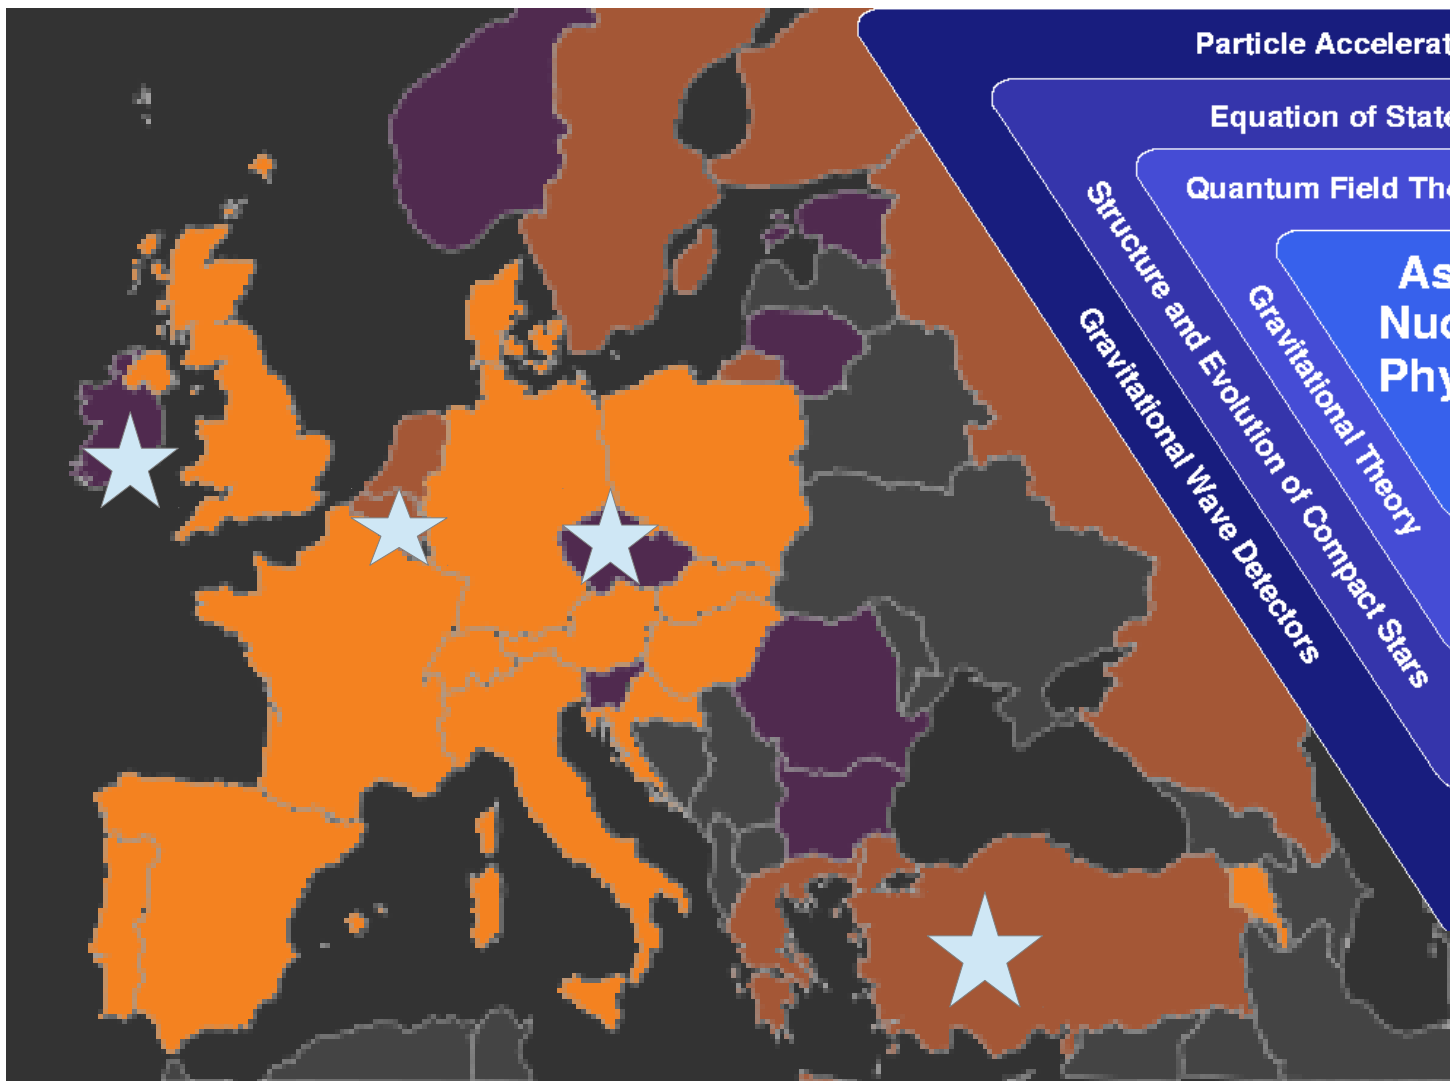 Particle Accelerat
Equation of State
Quantum Field The
As
Nuc
Phy
Gravitational Theory
Structure and Evolution of Compact Stars
Gravitational Wave Detectors